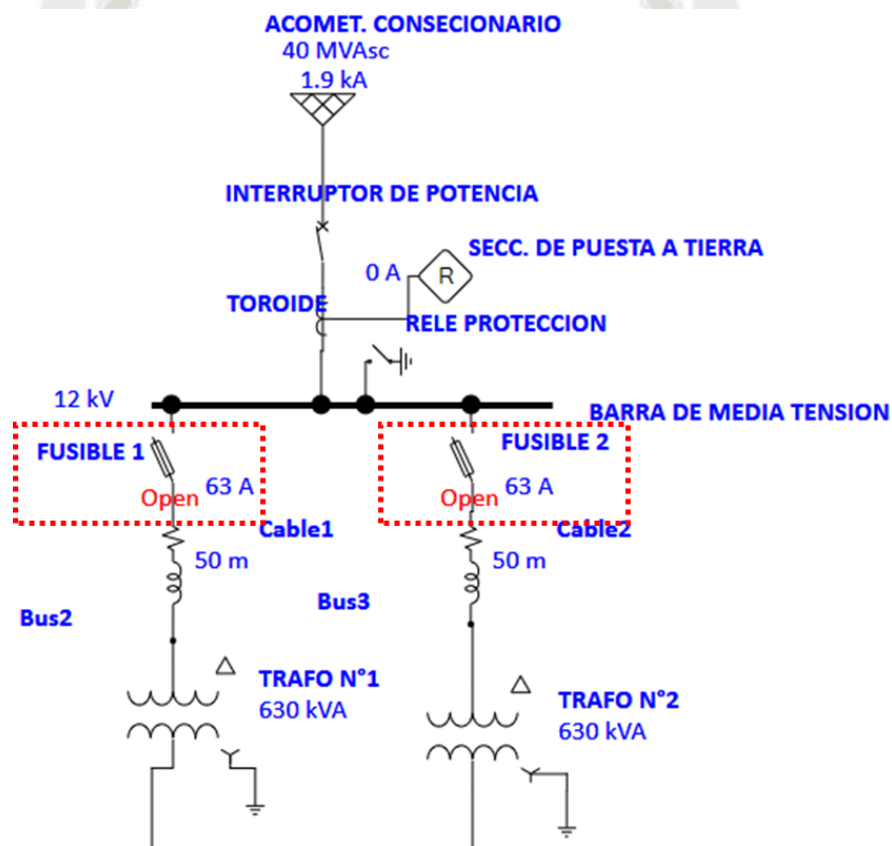 ACOMET. CONSECIONARIO
40 MVAsc
1.9 kA
INTERRUPTOR DE POTENCIA
SECC. DE PUESTA A TIERRA
0 A
R
TOROIDE
RELE PROTECCION
12 kV
BARRA DE MEDIA TENSION
FUSIBLE 1
63 A
Open
FUSIBLE 2
63 A
Open
Cable1
50 m
Cable2
50 m
Bus2
Bus3
TRAFO N°1
630 kVA
TRAFO N°2
630 kVA